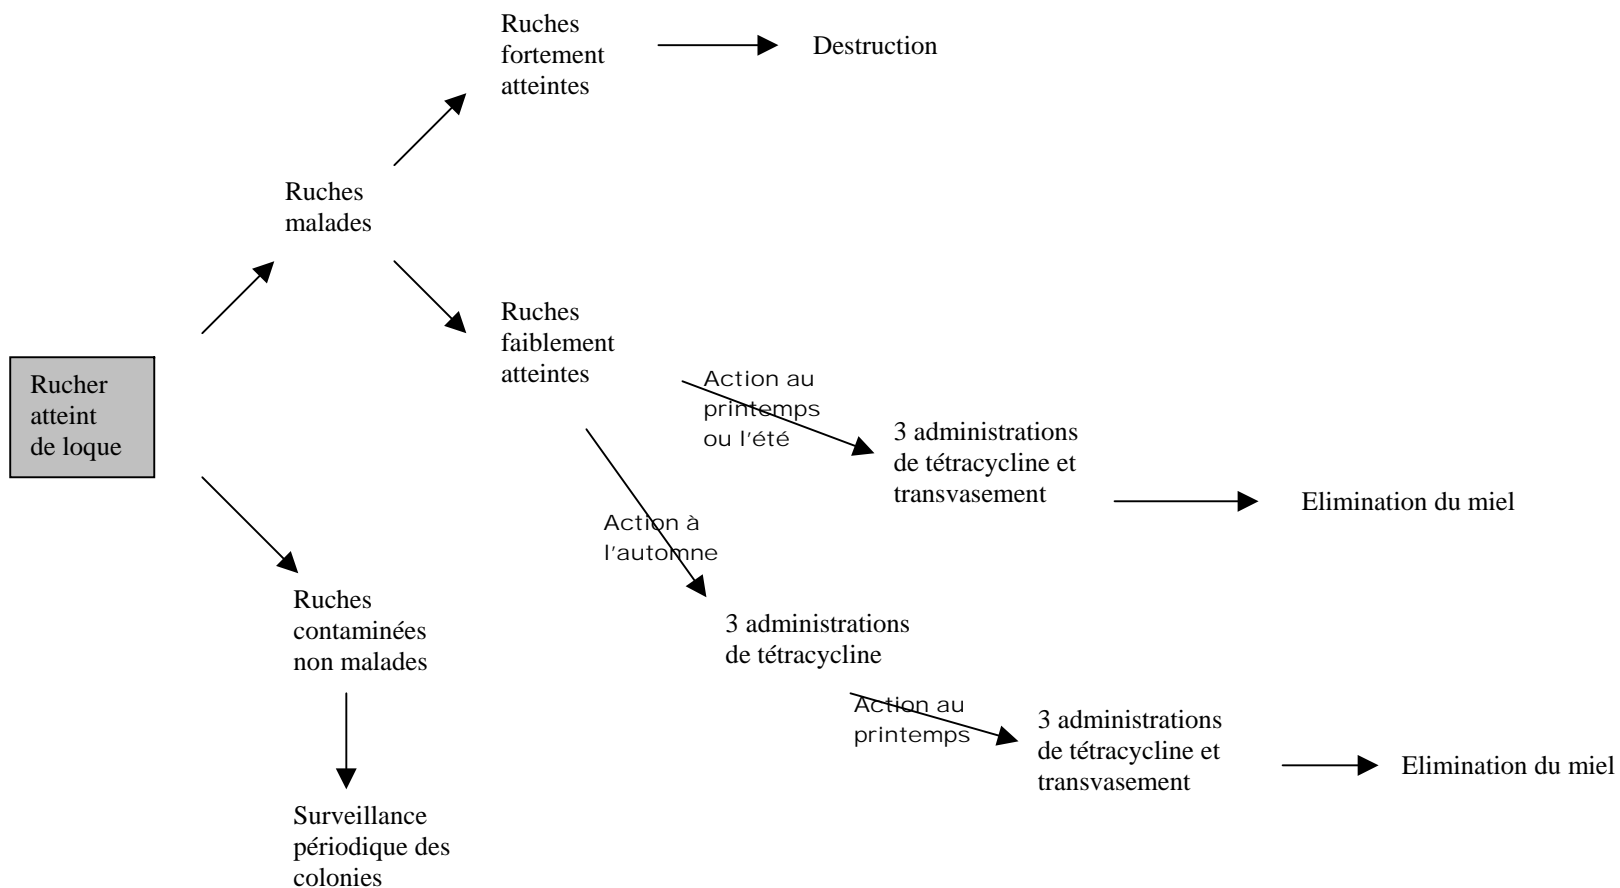 Ruches
fortement
atteintes
Destruction
Ruches
malades
Ruches
faiblement
atteintes
Rucher
atteint
de loque
Action au
printemps
ou l'été
3 administrations
de tétracycline et
transvasement
Elimination du miel
Action à
l'automne
Ruches
contaminées
non malades
3 administrations
de tétracycline
Action au
printemps
3 administrations
de tétracycline et
transvasement
Elimination du miel
Surveillance
périodique des
colonies